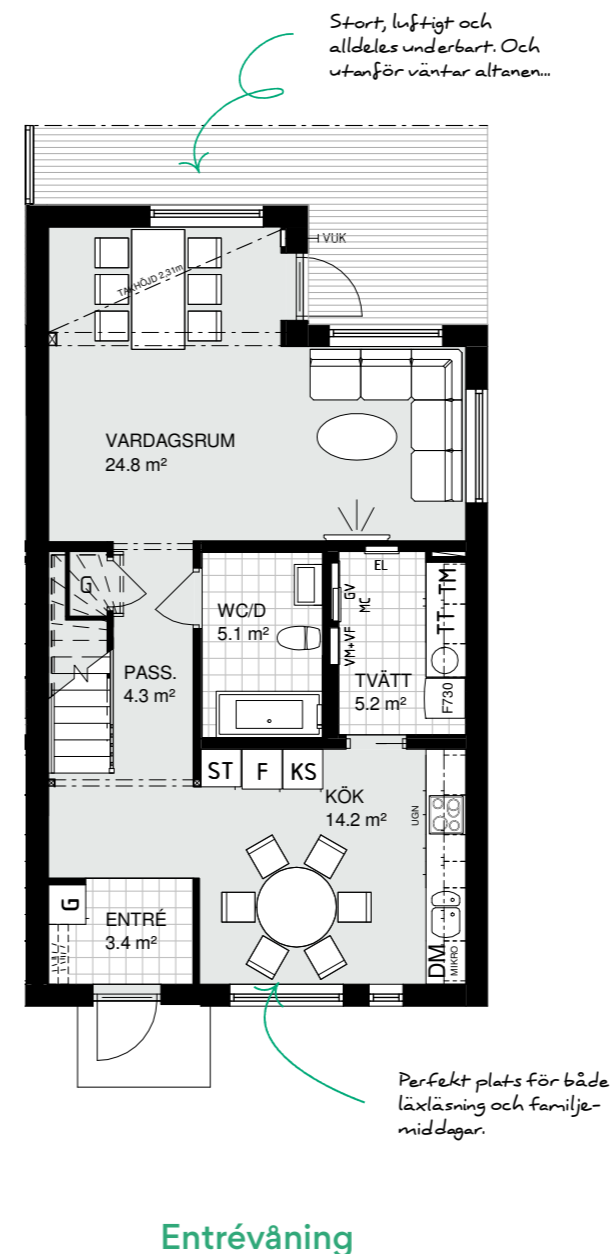 Stort, luftigt och
alldeles underbart. Och
utanför väntar altanen...
VUK
TAKHÖJD 2,31m
VARDAGSRUM
24.8 m²
EL
G
GV
MC
VM+VF
TM
TT
WC/D
5.1 m²
PASS.
4.3 m²
TVÄTT
5.2 m²
F730
ST
F
KS
KÖK
14.2 m²
UGN
G
ENTRÉ
3.4 m²
DM
MIKRO
Perfekt plats för både
läxläsning och familje-
middagar.
Entrévåning